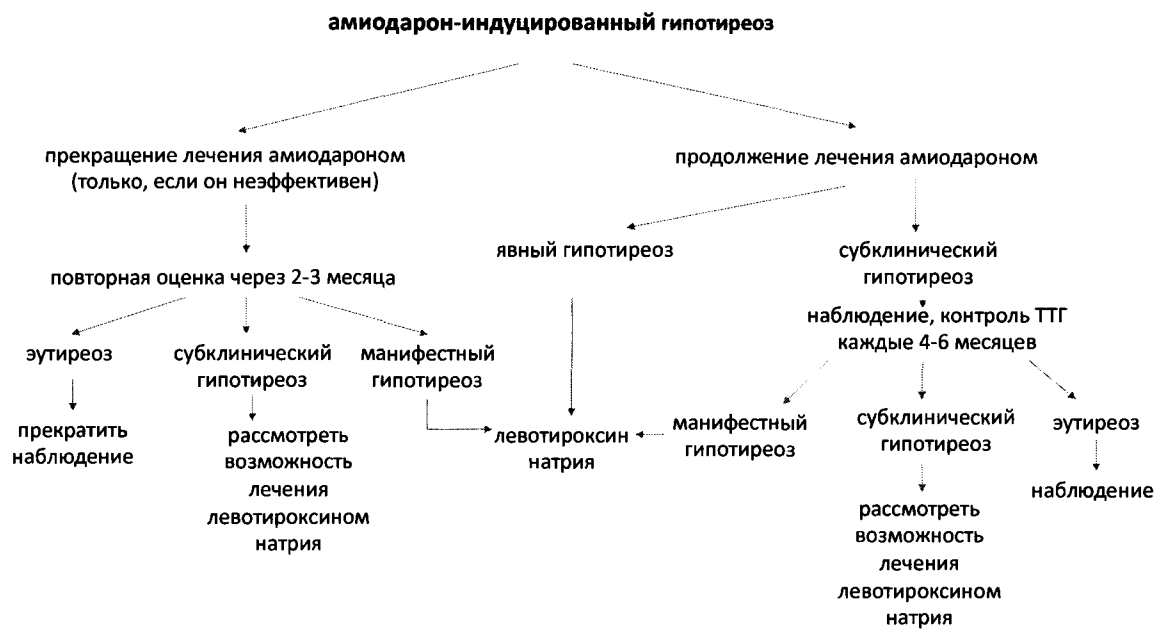 амиодарон-индуцированный гипотиреоз
прекращение лечения амиодароном
(только, если он неэффективен)
продолжение лечения амиодароном
повторная оценка через 2-3 месяца
явный гипотиреоз
субклинический
гипотиреоз
наблюдение, контроль ТТГ
каждые 4-6 месяцев
эутиреоз
субклинический
гипотиреоз
манифестный
гипотиреоз
прекратить
наблюдение
рассмотреть
возможность
лечения
левотироксином
натрия
левотироксин
натрия
манифестный
гипотиреоз
субклинический
гипотиреоз
эутиреоз
наблюдение
рассмотреть
возможность
лечения
левотироксином
натрия